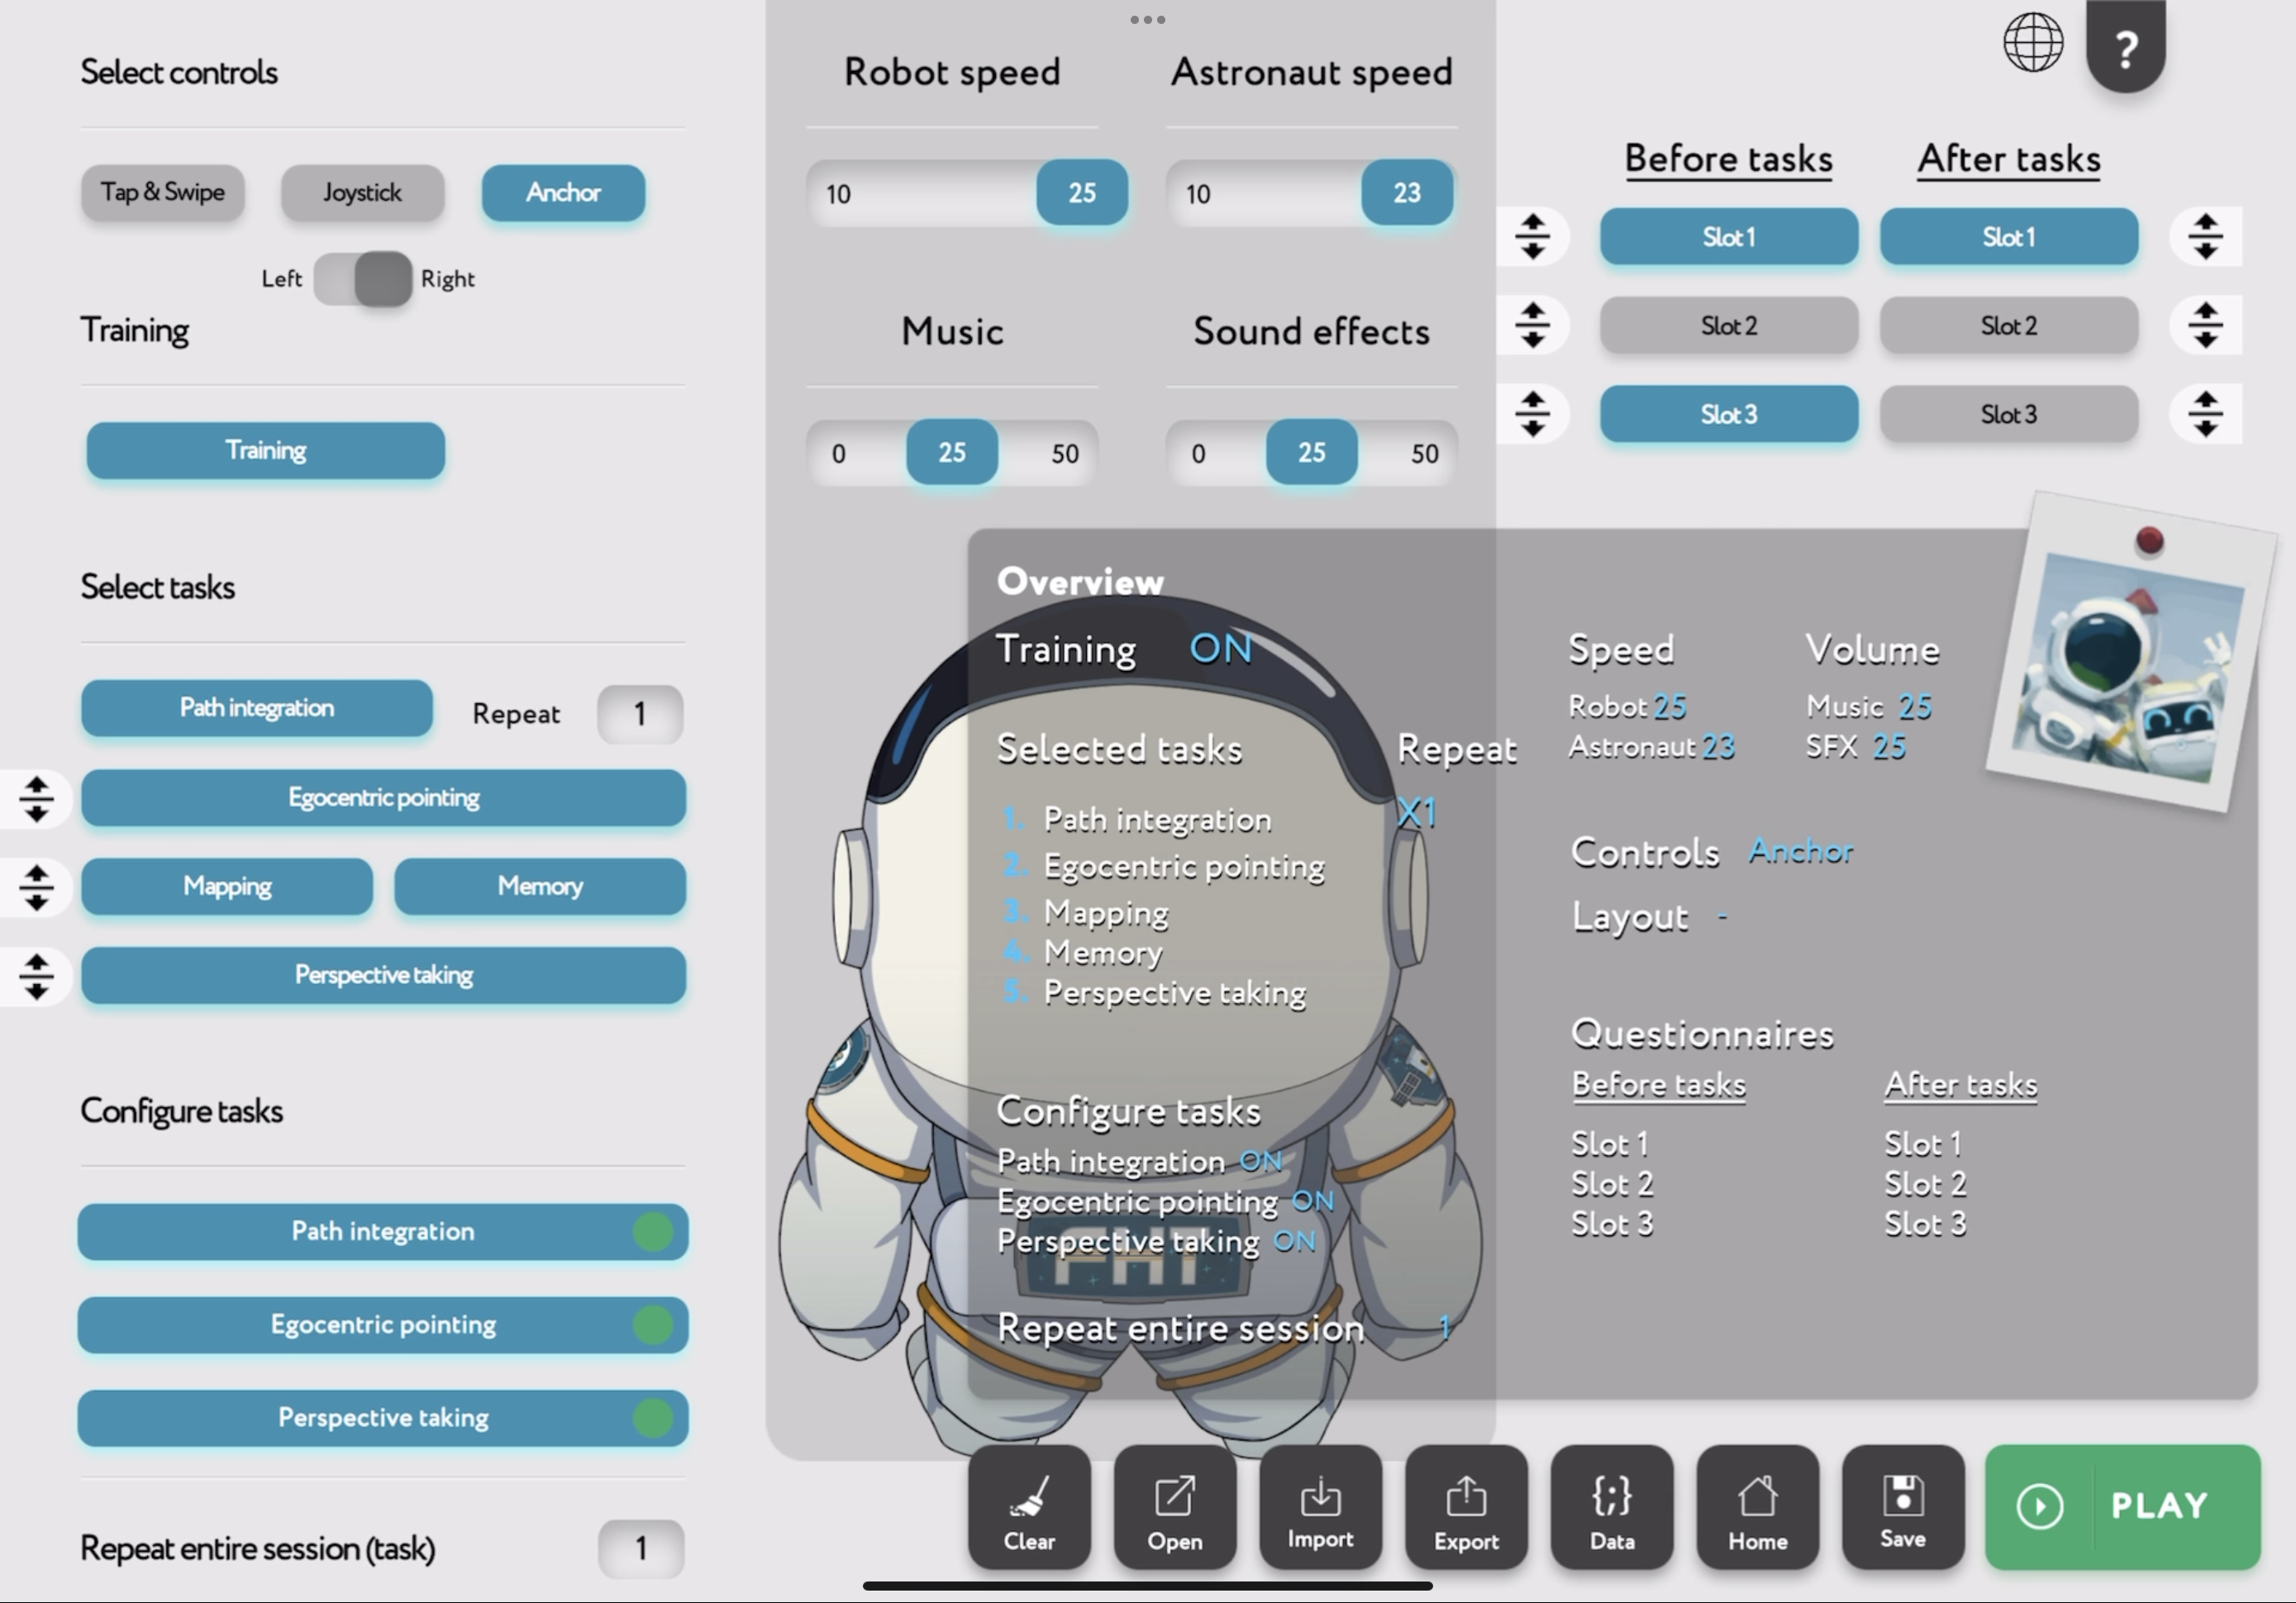 Select controls
Tap & Swipe
Joystick
Anchor
Left
Right
Training
Training
Select tasks
Path integration
Repeat
1
Egocentric pointing
Mapping
Memory
Perspective taking
Configure tasks
Path integration
Egocentric pointing
Perspective taking
Repeat entire session (task)
1
Robot speed
10
25
Astronaut speed
10
23
Music
0
25
50
Sound effects
0
25
50
?
Before tasks
After tasks
Slot 1
Slot 1
Slot 2
Slot 2
Slot 3
Slot 3
Overview
Training ON
Selected tasks
Repeat
X1
1. Path integration
2. Egocentric pointing
3. Mapping
4. Memory
5. Perspective taking
Configure tasks
Path integration ON
Egocentric pointing ON
Perspective taking ON
Repeat entire session 1
Speed
Robot 25
Astronaut 23
Volume
Music 25
SFX 25
Controls Anchor
Layout -
Questionnaires
Before tasks
Slot 1
Slot 2
Slot 3
After tasks
Slot 1
Slot 2
Slot 3
Clear
Open
Import
Export
Data
Home
Save
PLAY